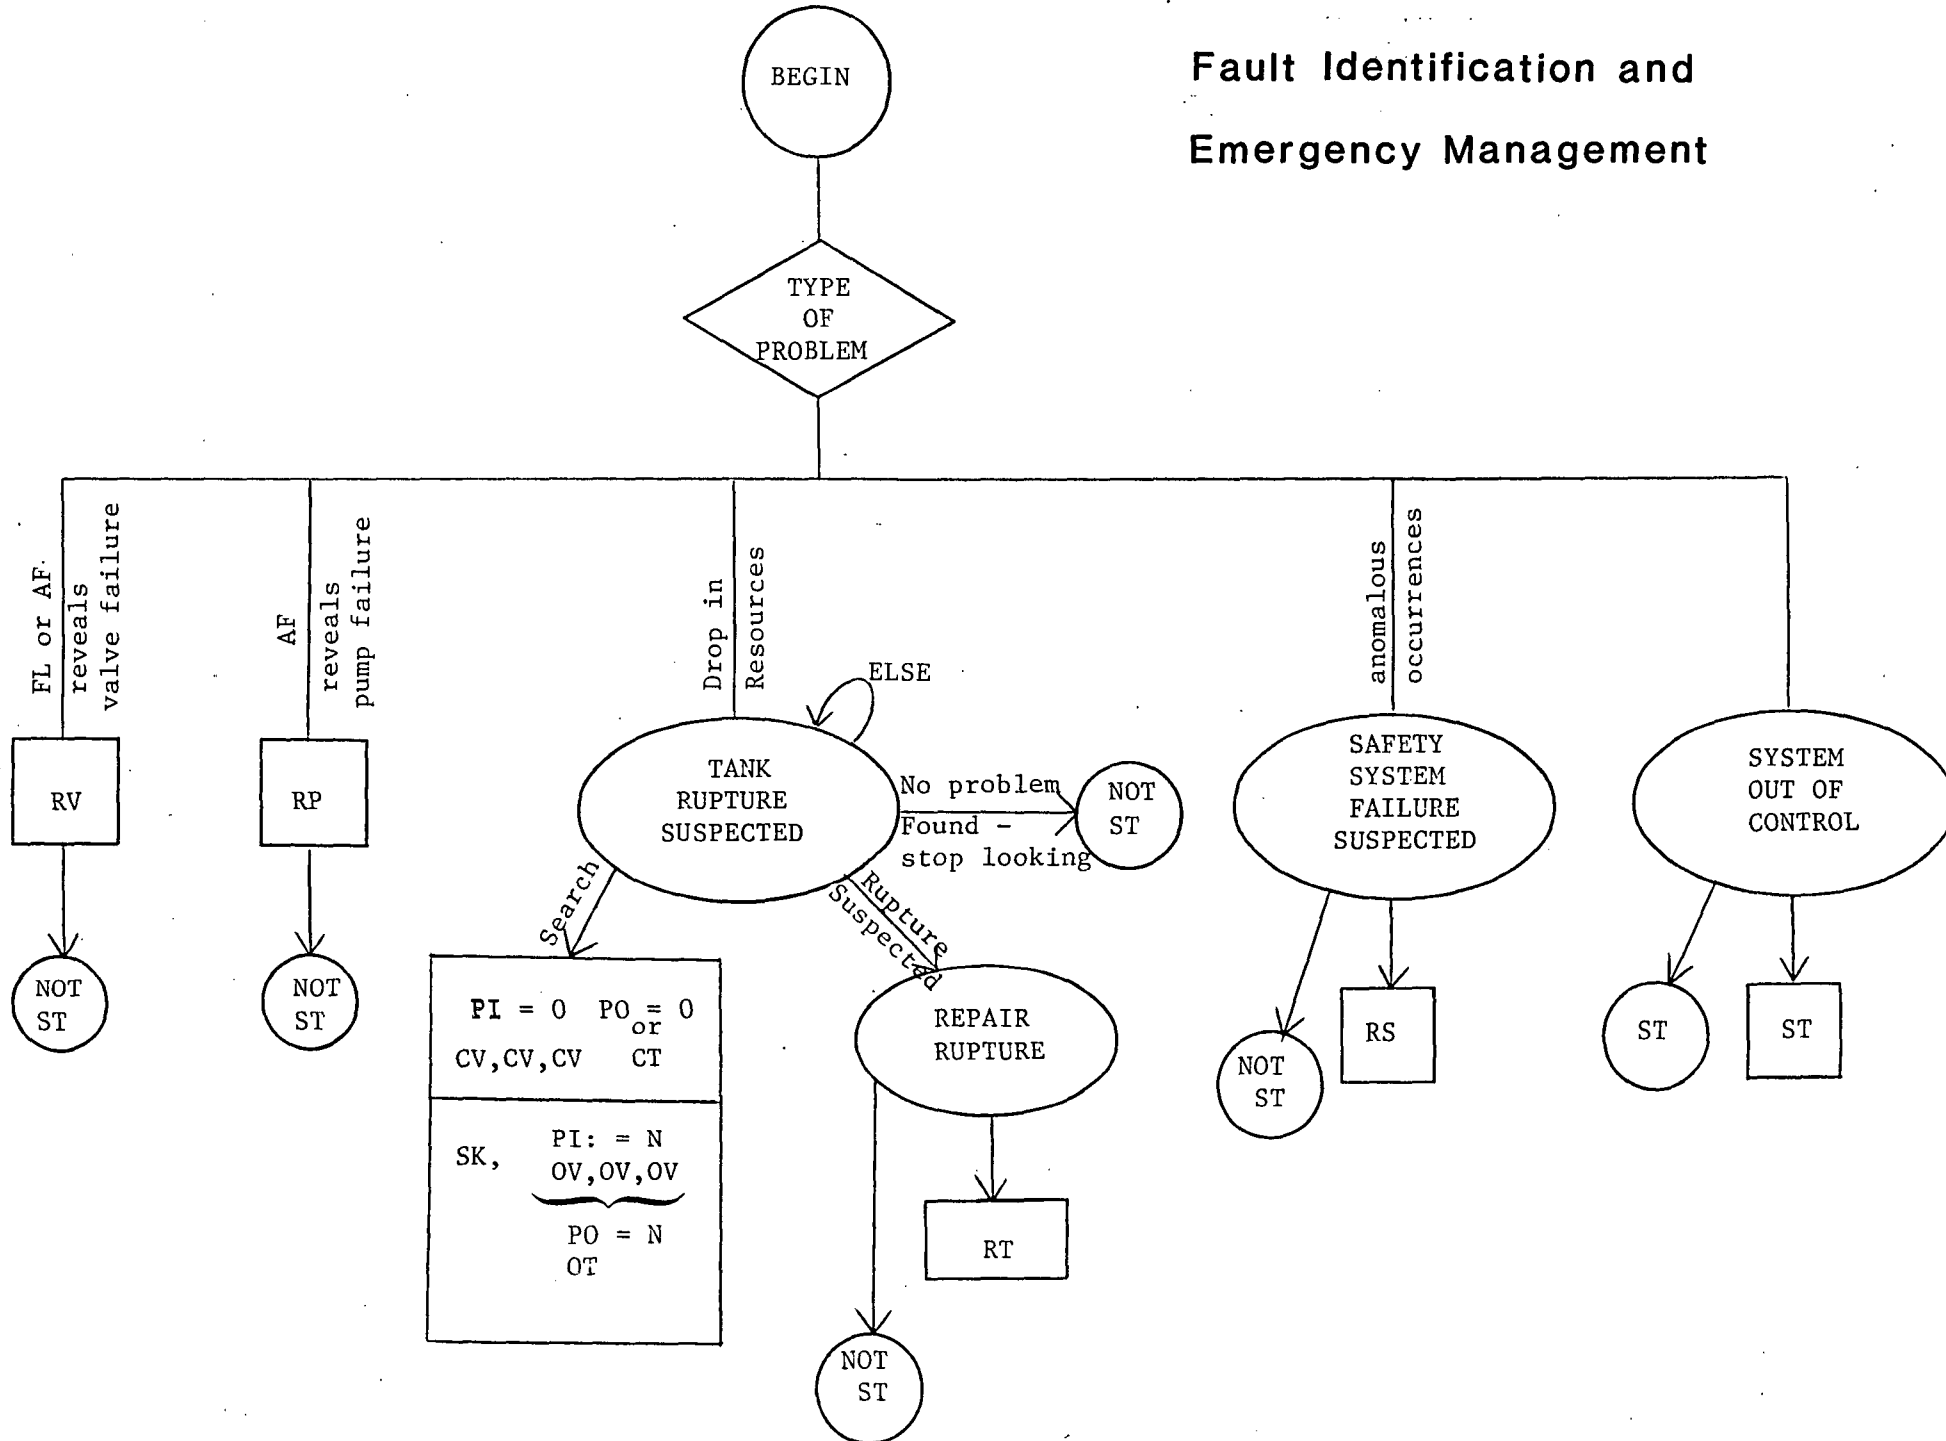 Fault Identification and
Emergency Management
BEGIN
TYPE
OF
PROBLEM
FL or AF
reveals
valve failure
AF
reveals
pump failure
Drop in
Resources
anomalous
occurrences
ELSE
RV
RP
TANK
RUPTURE
SUSPECTED
No problem
Found -
stop looking
NOT
ST
SAFETY
SYSTEM
FAILURE
SUSPECTED
SYSTEM
OUT OF
CONTROL
Search
Rupture
Suspected
NOT
ST
NOT
ST
PI = 0 PO = 0
or
CV,CV,CV CT
SK,
PI: = N
OV,OV,OV
PO = N
OT
REPAIR
RUPTURE
RT
NOT
ST
NOT
ST
RS
ST
ST